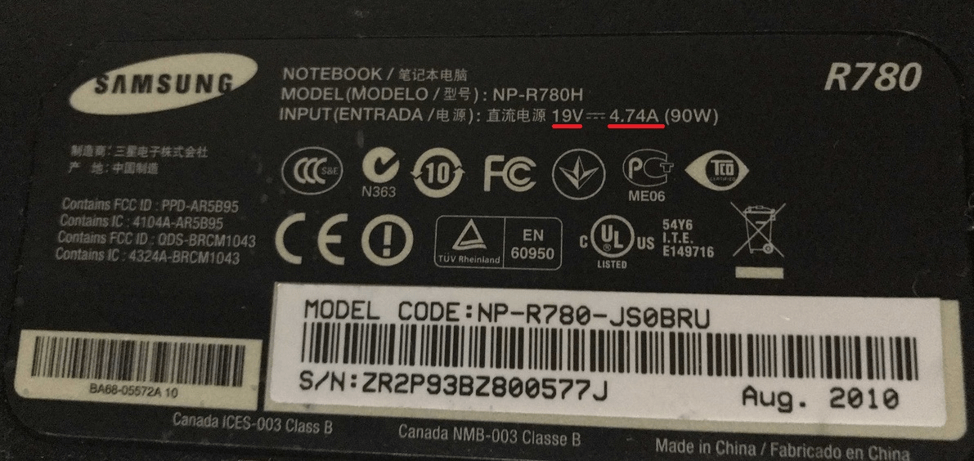 SAMSUNG
NOTEBOOK / 笔记本电脑
MODEL(MODELO / 型号) : NP-R780H
INPUT(ENTRADA / 电源) : 直流电源 19V⎓4.74A (90W)
R780
制造商: 三星电子株式会社
产 地: 中国制造
Contains FCC ID : PPD-AR5B95
Contains IC : 4104A-AR5B95
Contains FCC ID : QDS-BRCM1043
Contains IC : 4324A-BRCM1043
CCC S&E
N363
10
FC
PG
ME06
TCO
CE
TÜV Rheinland
EN
60950
C UL US
LISTED
54Y6
I.T.E.
E149716
MODEL CODE:NP-R780-JS0BRU
S/N:ZR2P93BZ800577J
Aug. 2010
BA68-05572A 10
Canada ICES-003 Class B
Canada NMB-003 Classe B
Made in China / Fabricado en China